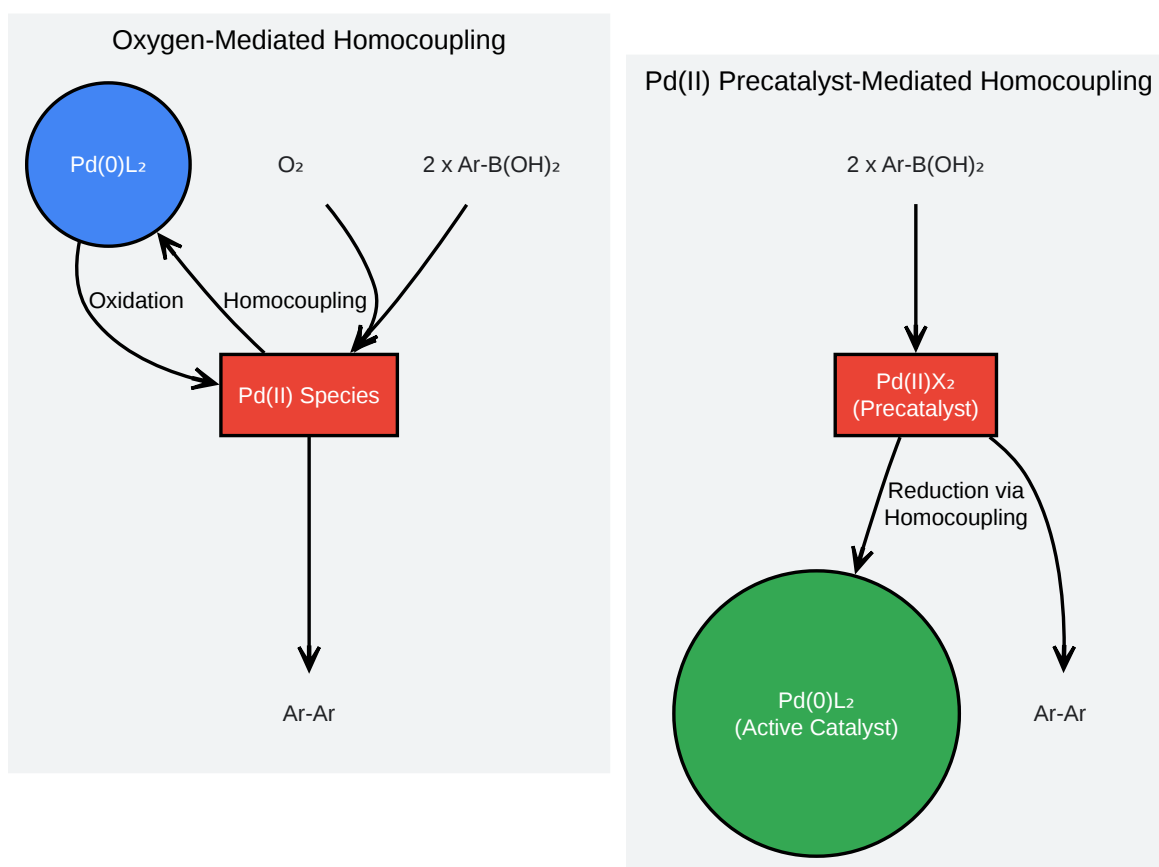 Oxygen-Mediated Homocoupling
Pd(0)L₂
O₂
2 x Ar-B(OH)₂
Oxidation
Homocoupling
Pd(II) Species
Ar-Ar
Pd(II) Precatalyst-Mediated Homocoupling
2 x Ar-B(OH)₂
Pd(II)X₂
(Precatalyst)
Reduction via
Homocoupling
Pd(0)L₂
(Active Catalyst)
Ar-Ar